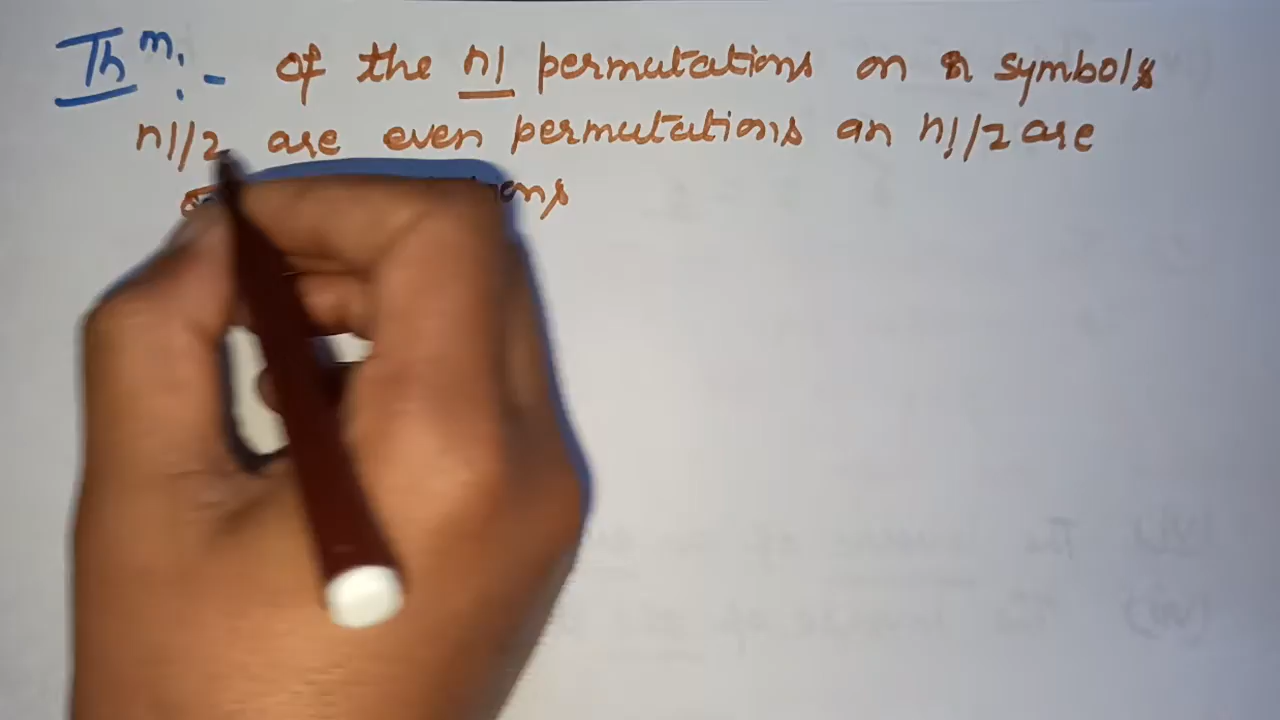 Thm:- Of the n! permutations on n symbols
n!/2 are even permutations an n!/2 are